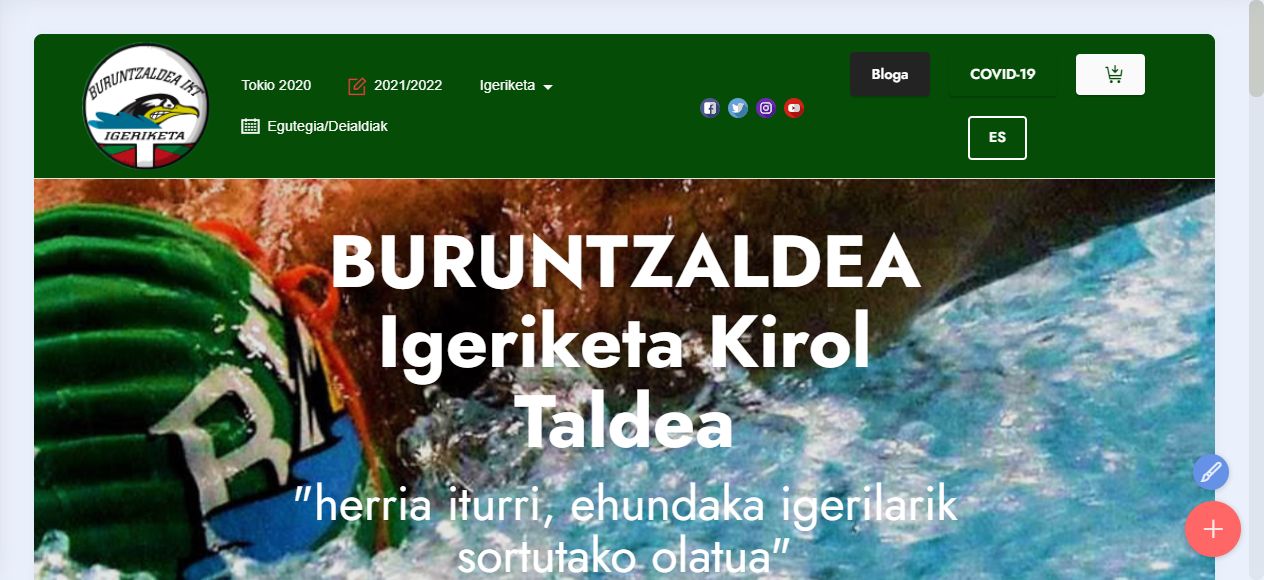 BURUNTZALDEA IKT
IGERIKETA
Tokio 2020
2021/2022
Igeriketa
Egutegia/Deialdiak
Bloga
COVID-19
ES
BURUNTZALDEA
Igeriketa Kirol
Taldea
"herria iturri, ehundaka igerilarik
sortutako olatua"